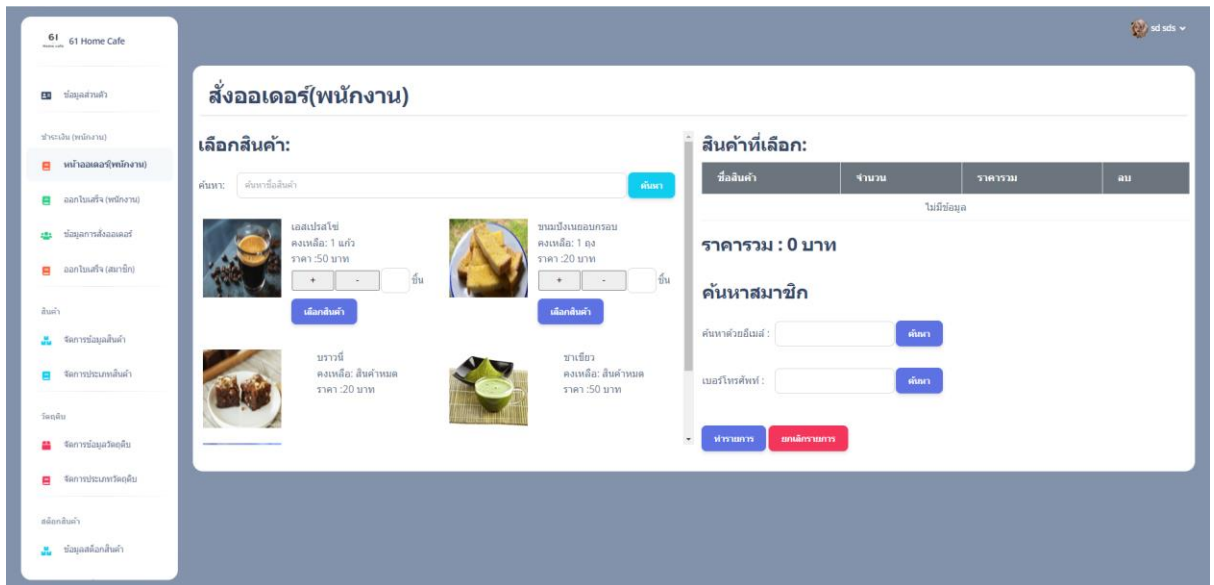 61
Home cafe
61 Home Cafe
sd sds
ข้อมูลส่วนตัว
ชำระเงิน (พนักงาน)
หน้าออเดอร์(พนักงาน)
ออกใบเสร็จ (พนักงาน)
ข้อมูลการสั่งออเดอร์
ออกใบเสร็จ (สมาชิก)
สินค้า
จัดการข้อมูลสินค้า
จัดการประเภทสินค้า
วัตถุดิบ
จัดการข้อมูลวัตถุดิบ
จัดการประเภทวัตถุดิบ
สต็อกสินค้า
ข้อมูลสต็อกสินค้า
สั่งออเดอร์(พนักงาน)
เลือกสินค้า:
ค้นหา: ค้นหาชื่อสินค้า ค้นหา
เอสเปรสโซ่
คงเหลือ: 1 แก้ว
ราคา :50 บาท
+ - ชิ้น
เลือกสินค้า
ขนมปังเนยอบกรอบ
คงเหลือ: 1 ถุง
ราคา :20 บาท
+ - ชิ้น
เลือกสินค้า
บราวนี่
คงเหลือ: สินค้าหมด
ราคา :20 บาท
ชาเขียว
คงเหลือ: สินค้าหมด
ราคา :50 บาท
สินค้าที่เลือก:
ชื่อสินค้า จำนวน ราคารวม ลบ
ไม่มีข้อมูล
ราคารวม : 0 บาท
ค้นหาสมาชิก
ค้นหาด้วยอีเมล์ : ค้นหา
เบอร์โทรศัพท์ : ค้นหา
ทำรายการ ยกเลิกรายการ